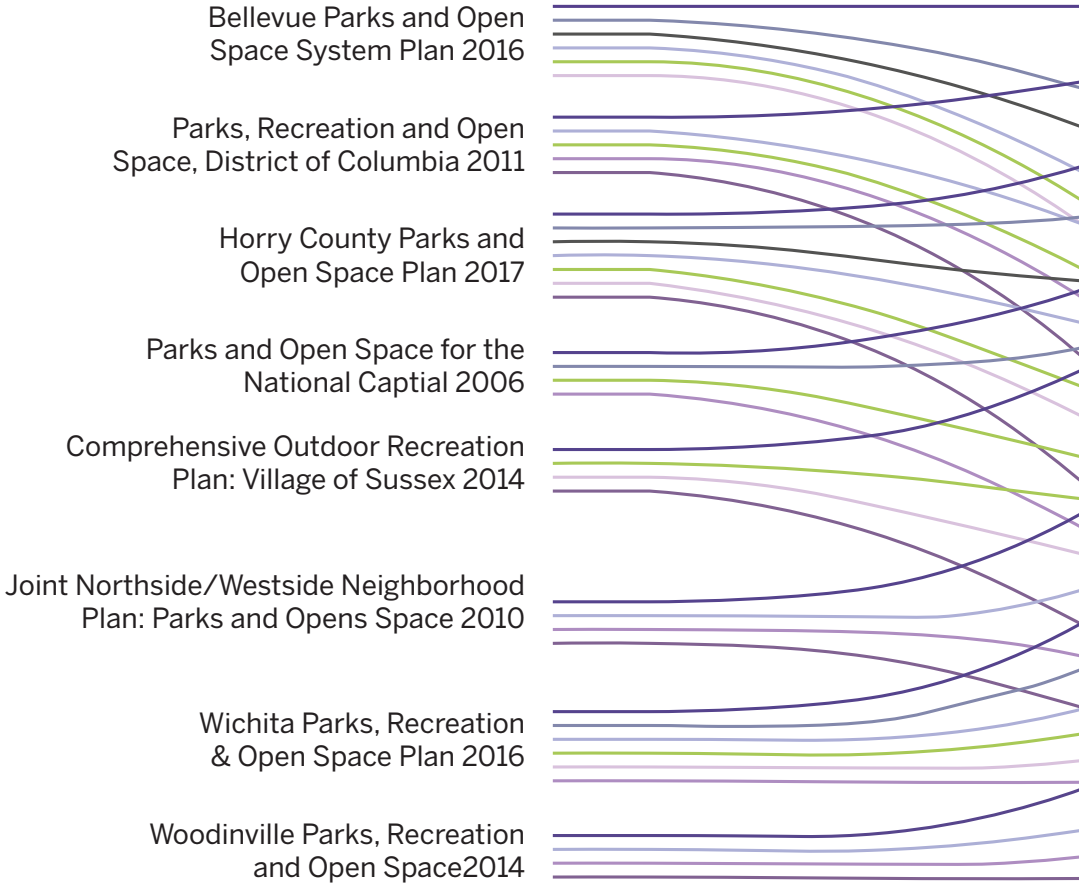 Bellevue Parks and Open
Space System Plan 2016
Parks, Recreation and Open
Space, District of Columbia 2011
Horry County Parks and
Open Space Plan 2017
Parks and Open Space for the
National Captial 2006
Comprehensive Outdoor Recreation
Plan: Village of Sussex 2014
Joint Northside/Westside Neighborhood
Plan: Parks and Opens Space 2010
Wichita Parks, Recreation
& Open Space Plan 2016
Woodinville Parks, Recreation
and Open Space2014